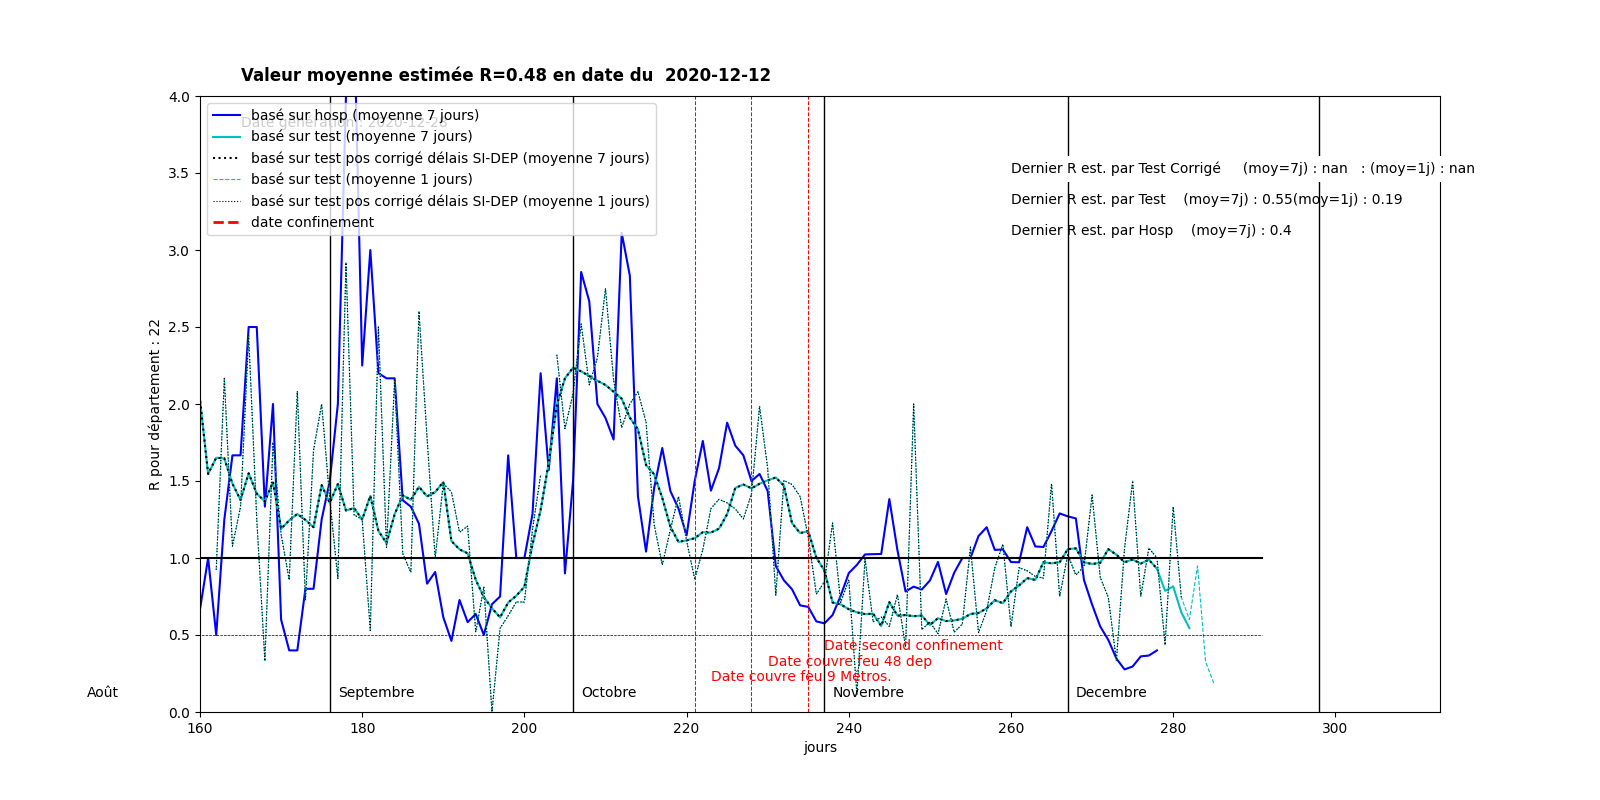 Valeur moyenne estimée R=0.48 en date du  2020-12-12
basé sur hosp (moyenne 7 jours)
basé sur test (moyenne 7 jours)
basé sur test pos corrigé délais SI-DEP (moyenne 7 jours)
basé sur test (moyenne 1 jours)
basé sur test pos corrigé délais SI-DEP (moyenne 1 jours)
date confinement
Dernier R est. par Test Corrigé (moy=7j) : nan : (moy=1j) : nan
Dernier R est. par Test (moy=7j) : 0.55(moy=1j) : 0.19
Dernier R est. par Hosp (moy=7j) : 0.4
4.0
3.5
3.0
2.5
2.0
1.5
1.0
0.5
0.0
R pour département : 22
Date second confinement
Date couvre feu 48 dep
Date couvre feu 9 Métros.
Août Septembre Octobre Novembre Decembre
160 180 200 220 240 260 280 300
jours